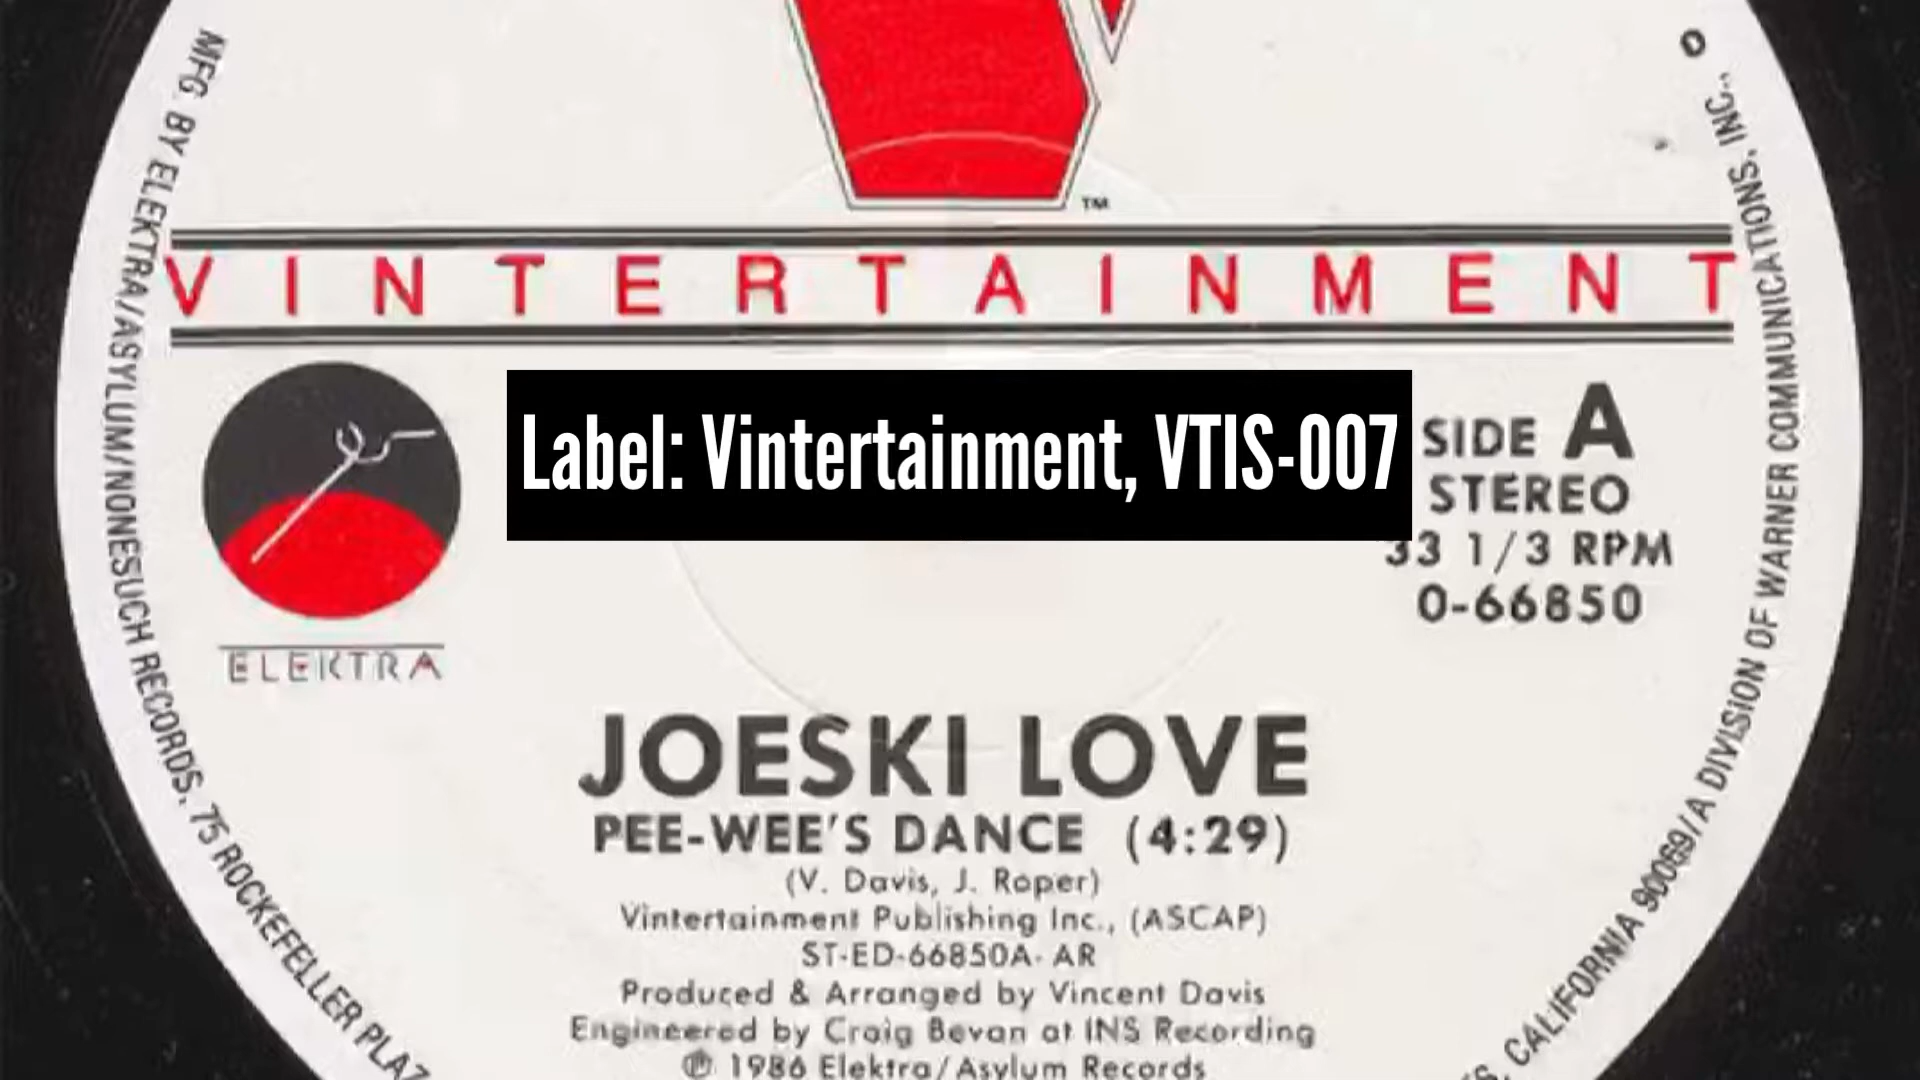 MFG. BY ELEKTRA/ASYLUM/NONESUCH RECORDS, 75 ROCKEFELLER PLAZ
TM
VINTERTAINMENT
Label: Vintertainment, VTIS-007
SIDE A
STEREO
33 1/3 RPM
0-66850
ELEKTRA
JOESKI LOVE
PEE-WEE'S DANCE (4:29)
(V. Davis, J. Roper)
Vintertainment Publishing Inc., (ASCAP)
ST-ED-66850A-AR
Produced & Arranged by Vincent Davis
Engineered by Craig Bevan at INS Recording
℗ 1986 Elektra/Asylum Records
S, CALIFORNIA 90069/A DIVISION OF WARNER COMMUNICATIONS, INC., O